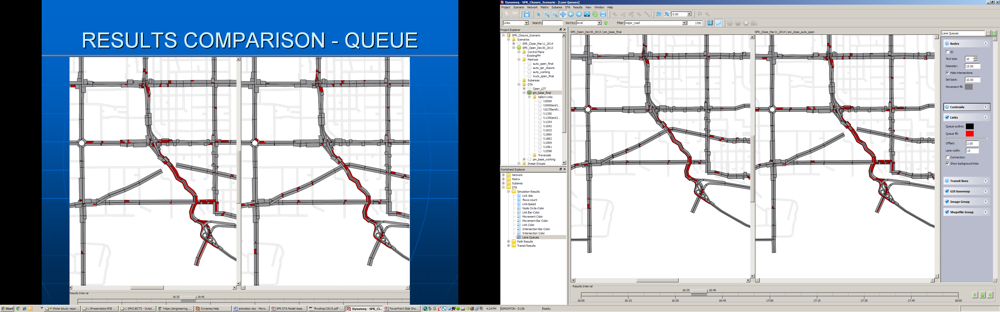 RESULTS COMPARISON - QUEUE
Results Interval
16:35
16:40
Dynameq - SPR_Closure_Scenario - [Lane Queues]
Project Scenario Network Matrix Subarea DTA Results View Window Help
0.00
Links Search: Sort by: level Filter: major_road 1700
Project Explorer
SPR_Closure_Scenario
Scenarios
SPR_Close_Mar11_2014
SPR_Open_Dec30_2013
Control Plans
ExistingPM
Matrices
auto_open_final
auto_spr_closure
auto_working
truck_open_final
Subareas
DTA
Open_LDT
pm_base_final
Select Links
l10069
l10069and1...
l10278andl1...
l11350
l11350and1...
l11354
l11692
l11832
l11860
l11862
l11909
l11961
l12598
Traversals
pm_base_working
Image Groups
Worksheet Explorer
Network
Matrix
Subarea
DTA
Simulation Results
Link Vols
flows-count
Link-Speed
Node Circle-Color
Link Bar-Color
Movement Color
Movement Bar-Color
Link Color
Intersection Bar-Color
Intersection Color
Lane Queues
Path Results
Transit Results
SPR_Open_Dec30_2013 / pm_base_final
SPR_Close_Mar11_2014 / pm_close_auto_open
Lane Queues
Nodes
ID
Text size: 10
Diameter: 15.00
Hide intersections
Set back: 10.00
Movement fill:
Centroids
Links
Queue outline:
Queue fill:
Offset: 2.00
Lane width: 15
Connectors
Show background links
Transit lines
GIS basemap
Image Group
Shapefile Group
Results Interval
16:35
16:40
16:00 16:15 16:30 16:45 17:00 17:15 17:30 17:45 18:00
Start
P:\Peter\study repor...
L:\Presentation\PIE ...
L:\PROJECTS - Outst...
https://engineering....
Dynameq Help
animation.doc - Micro...
SPR DTA Model Asse...
fhwahop13015.pdf - ...
Dynameq - SPR_Cl...
PowerPoint Slide Sho...
4:24 PM
EDMONTON - D138
Ready.